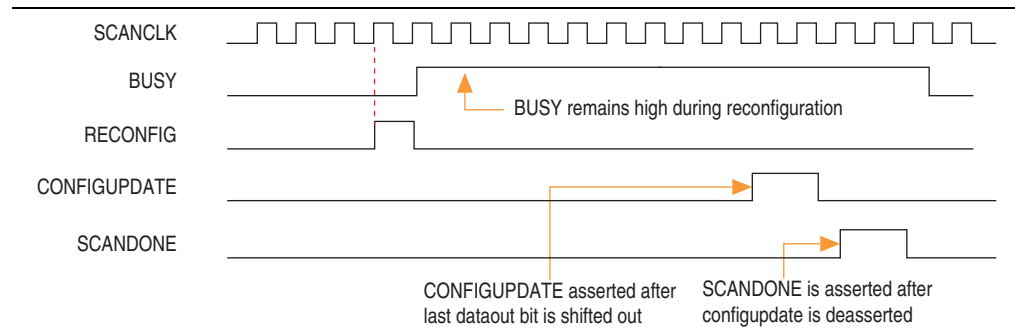 SCANCLK
BUSY
BUSY remains high during reconfiguration
RECONFIG
CONFIGUPDATE
SCANDONE
CONFIGUPDATE asserted after
last dataout bit is shifted out
SCANDONE is asserted after
configupdate is deasserted